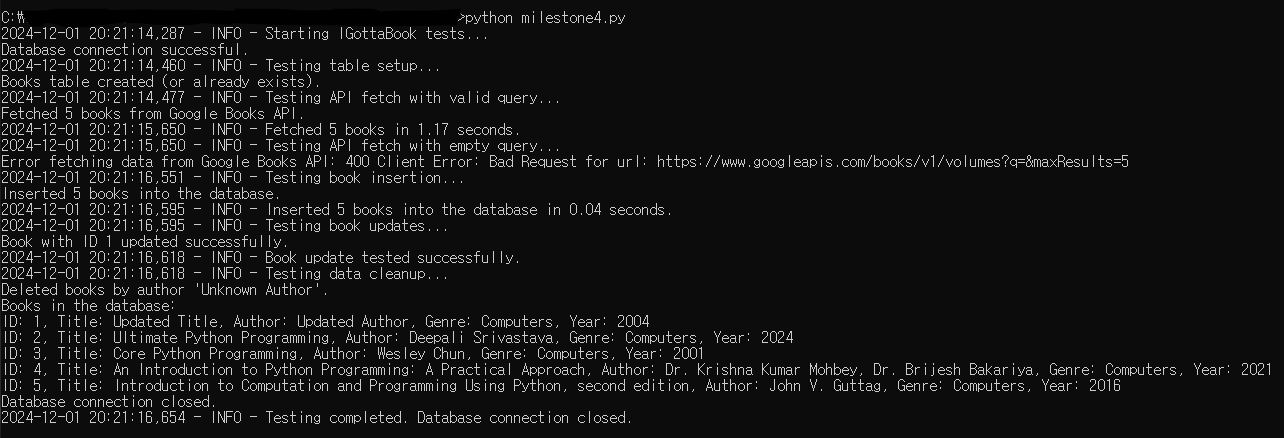 C:\ >python milestone4.py
2024-12-01 20:21:14,287 - INFO - Starting IGottaBook tests...
Database connection successful.
2024-12-01 20:21:14,460 - INFO - Testing table setup...
Books table created (or already exists).
2024-12-01 20:21:14,477 - INFO - Testing API fetch with valid query...
Fetched 5 books from Google Books API.
2024-12-01 20:21:15,650 - INFO - Fetched 5 books in 1.17 seconds.
2024-12-01 20:21:15,650 - INFO - Testing API fetch with empty query...
Error fetching data from Google Books API: 400 Client Error: Bad Request for url: https://www.googleapis.com/books/v1/volumes?q=&maxResults=5
2024-12-01 20:21:16,551 - INFO - Testing book insertion...
Inserted 5 books into the database.
2024-12-01 20:21:16,595 - INFO - Inserted 5 books into the database in 0.04 seconds.
2024-12-01 20:21:16,595 - INFO - Testing book updates...
Book with ID 1 updated successfully.
2024-12-01 20:21:16,618 - INFO - Book update tested successfully.
2024-12-01 20:21:16,618 - INFO - Testing data cleanup...
Deleted books by author 'Unknown Author'.
Books in the database:
ID: 1, Title: Updated Title, Author: Updated Author, Genre: Computers, Year: 2004
ID: 2, Title: Ultimate Python Programming, Author: Deepali Srivastava, Genre: Computers, Year: 2024
ID: 3, Title: Core Python Programming, Author: Wesley Chun, Genre: Computers, Year: 2001
ID: 4, Title: An Introduction to Python Programming: A Practical Approach, Author: Dr. Krishna Kumar Mohbey, Dr. Brijesh Bakariya, Genre: Computers, Year: 2021
ID: 5, Title: Introduction to Computation and Programming Using Python, second edition, Author: John V. Guttag, Genre: Computers, Year: 2016
Database connection closed.
2024-12-01 20:21:16,654 - INFO - Testing completed. Database connection closed.